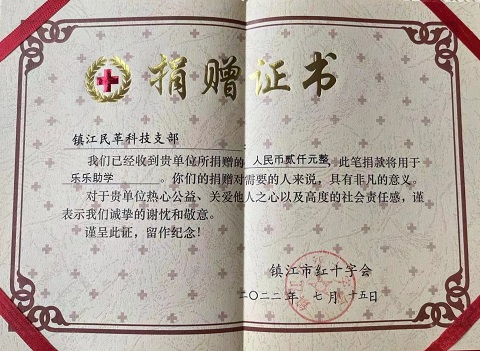 捐赠证书
镇江民革科技支部
我们已经收到贵单位所捐赠的 人民币贰仟元整，此笔捐款将用于
乐乐助学。你们的捐赠对需要的人来说，具有非凡的意义。
对于贵单位热心公益、关爱他人之心以及高度的社会责任感，谨
表示我们诚挚的谢忱和敬意。
谨呈此证，留作纪念！
镇江市红十字会
二〇二二年 七月 十五日